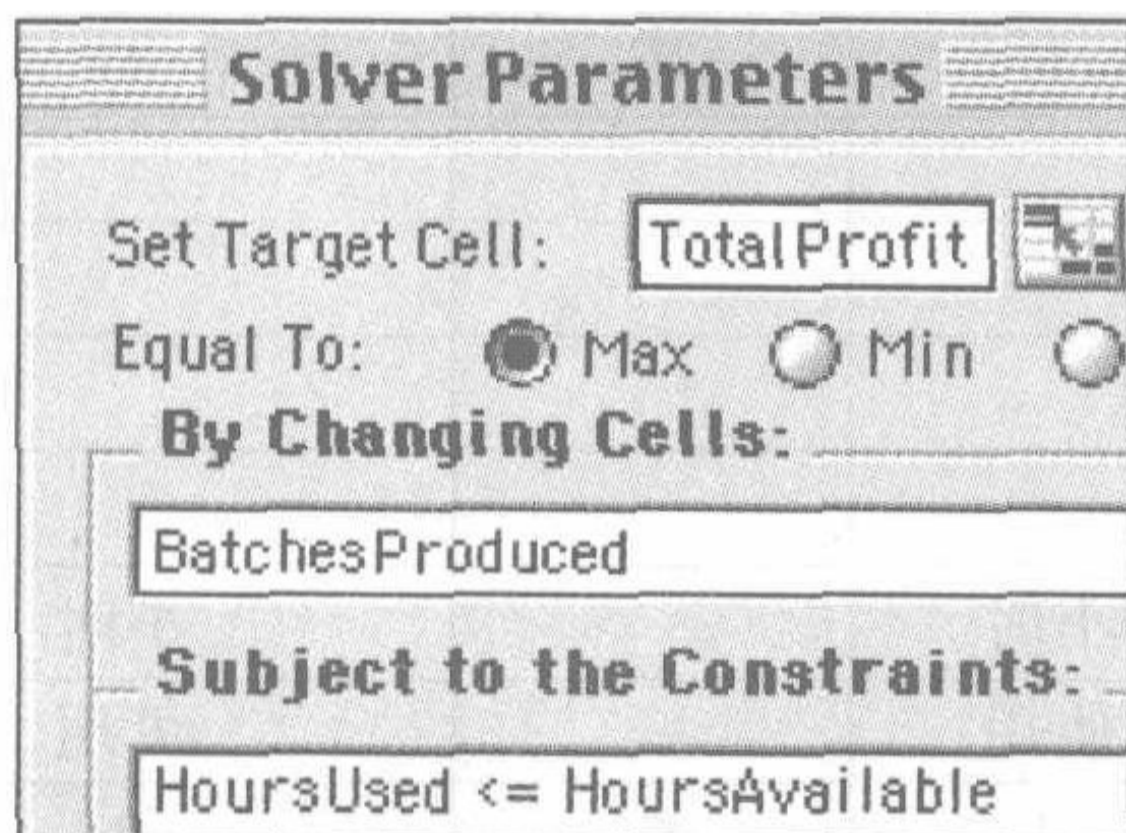 Solver Parameters
Set Target Cell: TotalProfit
Equal To: Max Min
By Changing Cells:
BatchesProduced
Subject to the Constraints:
HoursUsed <= HoursAvailable